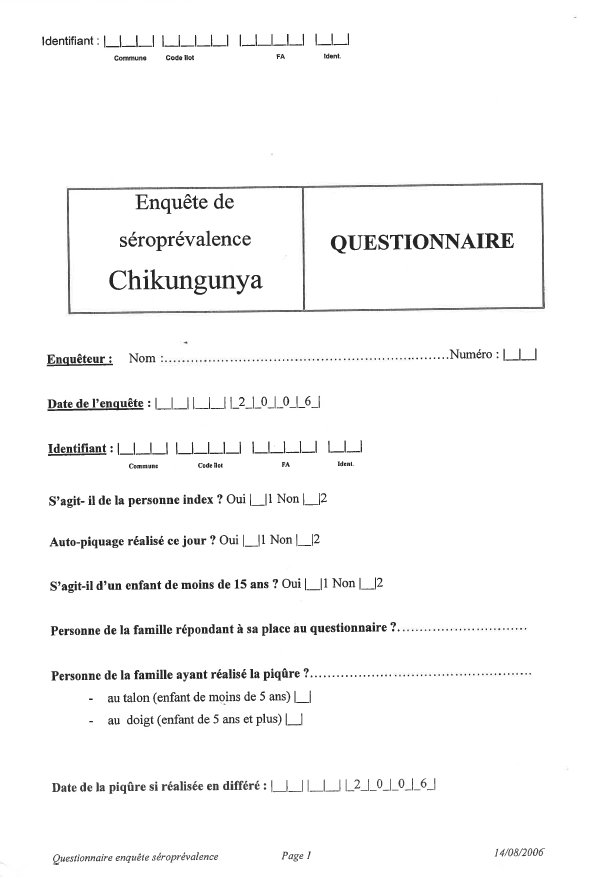 Identifiant : |__|__|__| |__|__|__|__| |__|__|__|__| |__|__|
Commune Code Ilot FA Ident.
Enquête de
séroprévalence
Chikungunya
QUESTIONNAIRE
Enquêteur : Nom :..................................................................Numéro : |__|__|
Date de l'enquête : |__|__| |__|__| |_2_|_0_|_0_|_6_|
Identifiant : |__|__|__| |__|__|__|__| |__|__|__|__| |__|__|
Commune Code Ilot FA Ident.
S'agit- il de la personne index ? Oui |__|1 Non |__|2
Auto-piquage réalisé ce jour ? Oui |__|1 Non |__|2
S'agit-il d'un enfant de moins de 15 ans ? Oui |__|1 Non |__|2
Personne de la famille répondant à sa place au questionnaire ?..............................
Personne de la famille ayant réalisé la piqûre ?...................................................
- au talon (enfant de moins de 5 ans) |__|
- au doigt (enfant de 5 ans et plus) |__|
Date de la piqûre si réalisée en différé : |__|__| |__|__| |_2_|_0_|_0_|_6_|
Questionnaire enquête séroprévalence Page 1 14/08/2006